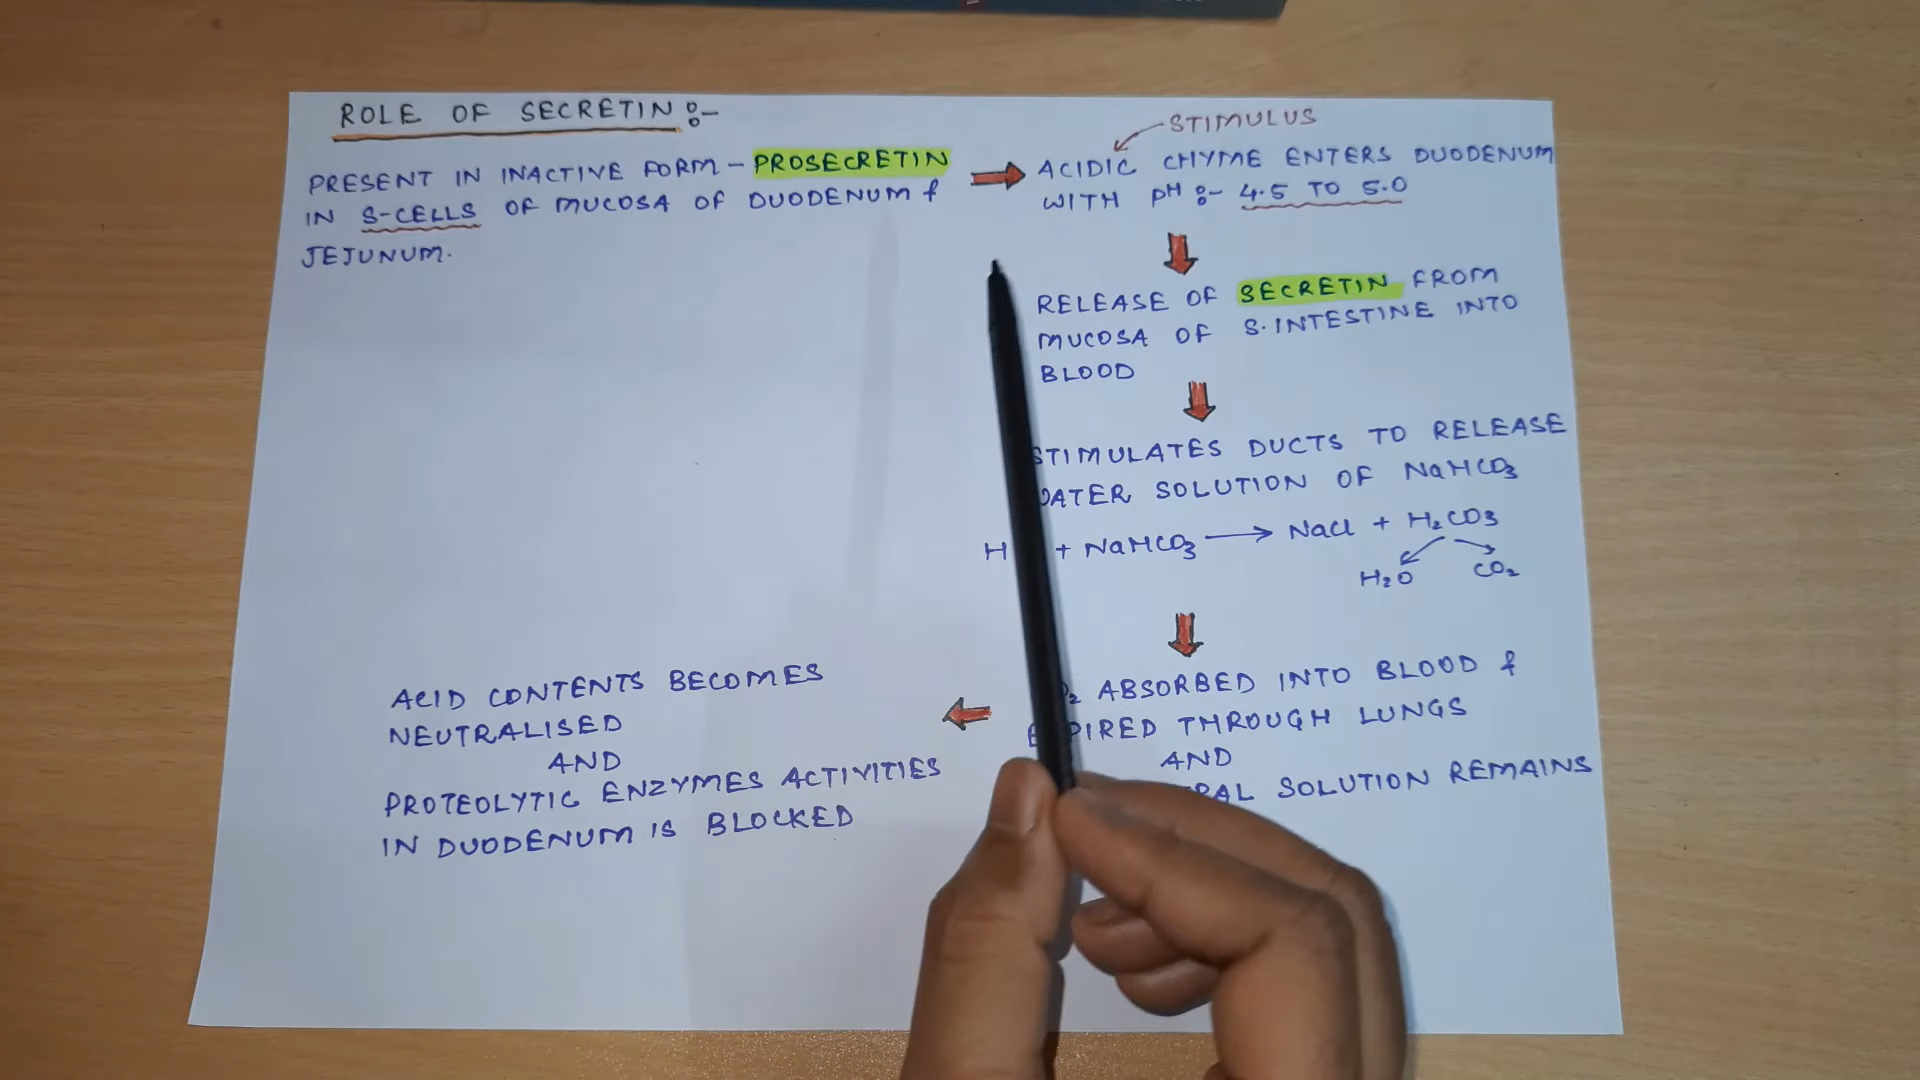 ROLE OF SECRETIN :-
PRESENT IN INACTIVE FORM - PROSECRETIN
IN S-CELLS OF MUCOSA OF DUODENUM &
JEJUNUM.
STIMULUS
ACIDIC CHYME ENTERS DUODENUM
WITH pH :- 4.5 TO 5.0
RELEASE OF SECRETIN FROM
MUCOSA OF S.INTESTINE INTO
BLOOD
STIMULATES DUCTS TO RELEASE
SOLUTION OF NaHCO3
+ NaHCO3 → NaCl + H2CO3
H2O CO2
ABSORBED INTO BLOOD &
THROUGH LUNGS
AND
SOLUTION REMAINS
ACID CONTENTS BECOMES
NEUTRALISED
AND
PROTEOLYTIC ENZYMES ACTIVITIES
IN DUODENUM IS BLOCKED